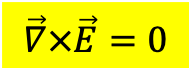 ∇⃗×E⃗ = 0